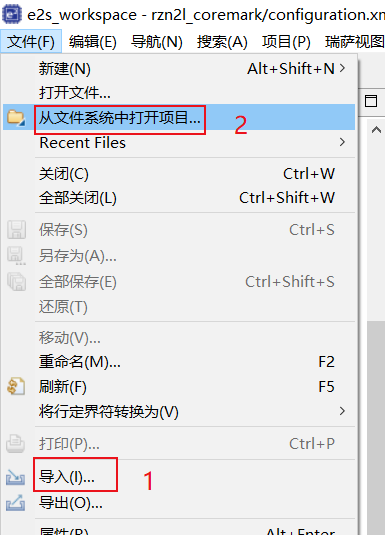 e2s_workspace - rzn2l_coremark/configuration.xm
文件(F) 编辑(E) 导航(N) 搜索(A) 项目(P) 瑞萨视图
新建(N) Alt+Shift+N
打开文件...
从文件系统中打开项目... 2
Recent Files
关闭(C) Ctrl+W
全部关闭(L) Ctrl+Shift+W
保存(S) Ctrl+S
另存为(A)...
全部保存(E) Ctrl+Shift+S
还原(T)
移动(V)...
重命名(M)... F2
刷新(F) F5
将行定界符转换为(V)
打印(P)... Ctrl+P
导入(I)... 1
导出(O)...
属性(R) Alt+Enter